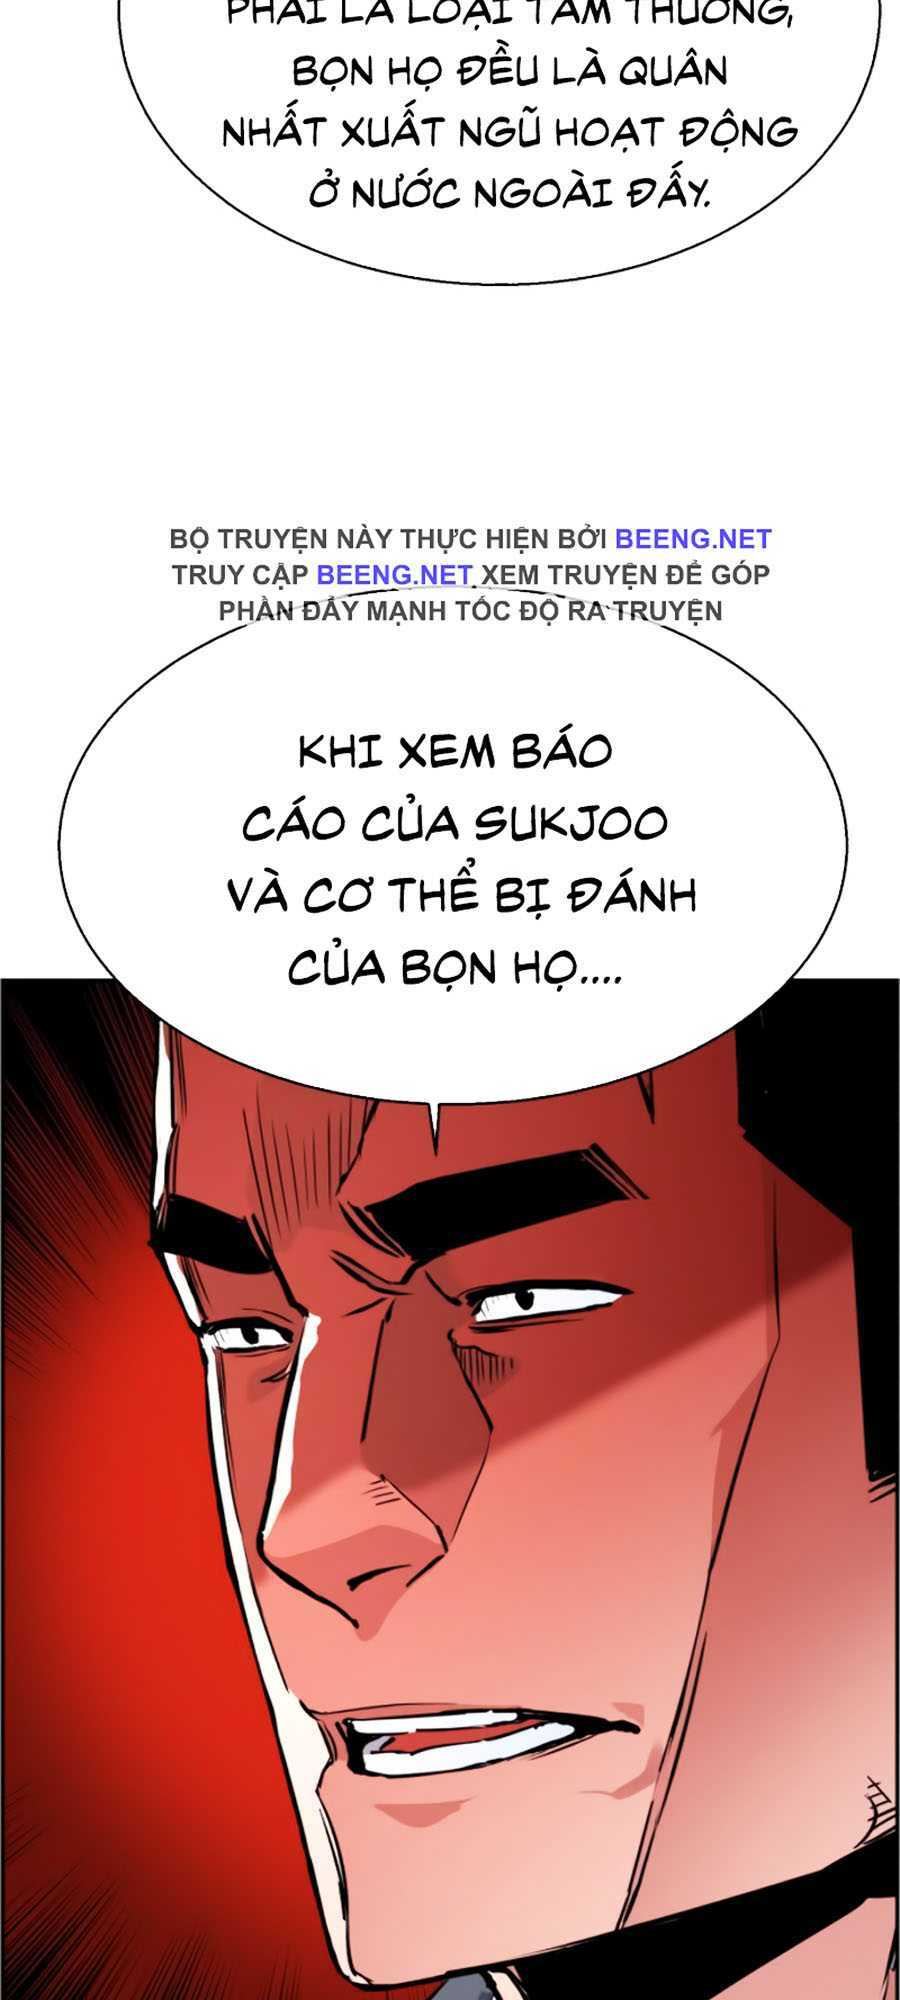 PHẢI LÀ LOẠI TẦM THƯỜNG,
BỌN HỌ ĐỀU LÀ QUÂN
NHẤT XUẤT NGŨ HOẠT ĐỘNG
Ở NƯỚC NGOÀI ĐẤY.
BỘ TRUYỆN NÀY THỰC HIỆN BỞI BEENG.NET
TRUY CẬP BEENG.NET XEM TRUYỆN ĐỂ GÓP
PHẦN ĐẨY MẠNH TỐC ĐỘ RA TRUYỆN
KHI XEM BÁO
CÁO CỦA SUKJOO
VÀ CƠ THỂ BỊ ĐÁNH
CỦA BỌN HỌ....